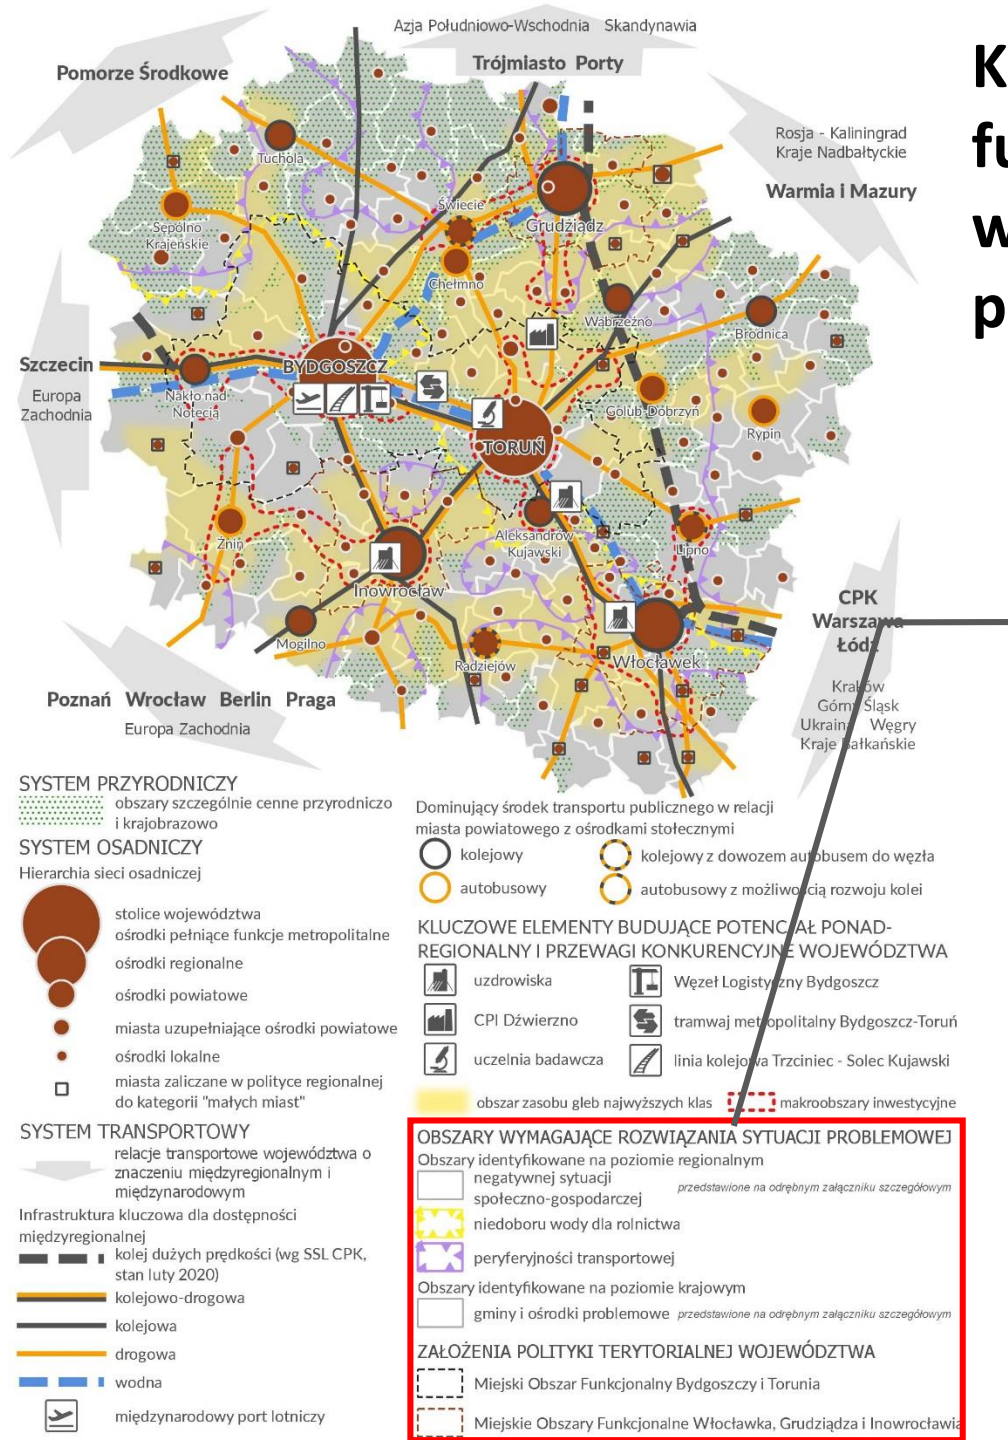 Azja Południowo-Wschodnia Skandynawia
Trójmiasto Porty
Pomorze Środkowe
Rosja - Kaliningrad
Kraje Nadbałtyckie
Warmia i Mazury
K
fu
w
p
Tuchola
Sępólno
Krajeńskie
Świecie
Grudziądz
Chełmno
Wąbrzeźno
Brodnica
Szczecin
Europa
Zachodnia
BYDGOSZCZ
Nakło nad
Notecią
Golub-Dobrzyń
Rypin
TORUŃ
Żnin
Aleksandrów
Kujawski
Lipno
Inowrocław
Mogilno
Radziejów
Włocławek
CPK
Warszawa
Łódź
Kraków
Górny Śląsk
Ukraina Węgry
Kraje Bałkańskie
Poznań Wrocław Berlin Praga
Europa Zachodnia
SYSTEM PRZYRODNICZY
obszary szczególnie cenne przyrodniczo
i krajobrazowo
SYSTEM OSADNICZY
Hierarchia sieci osadniczej
stolice województwa
ośrodki pełniące funkcje metropolitalne
ośrodki regionalne
ośrodki powiatowe
miasta uzupełniające ośrodki powiatowe
ośrodki lokalne
miasta zaliczane w polityce regionalnej
do kategorii "małych miast"
SYSTEM TRANSPORTOWY
relacje transportowe województwa o
znaczeniu międzyregionalnym i
międzynarodowym
Infrastruktura kluczowa dla dostępności
międzyregionalnej
kolej dużych prędkości (wg SSL CPK,
stan luty 2020)
kolejowo-drogowa
kolejowa
drogowa
wodna
międzynarodowy port lotniczy
Dominujący środek transportu publicznego w relacji
miasta powiatowego z ośrodkami stołecznymi
kolejowy
kolejowy z dowozem autobusem do węzła
autobusowy
autobusowy z możliwością rozwoju kolei
KLUCZOWE ELEMENTY BUDUJĄCE POTENCJAŁ PONAD-
REGIONALNY I PRZEWAGI KONKURENCYJNE WOJEWÓDZTWA
uzdrowiska
Węzeł Logistyczny Bydgoszcz
CPI Dźwierzno
tramwaj metropolitalny Bydgoszcz-Toruń
uczelnia badawcza
linia kolejowa Trzciniec - Solec Kujawski
obszar zasobu gleb najwyższych klas
makroobszary inwestycyjne
OBSZARY WYMAGAJĄCE ROZWIĄZANIA SYTUACJI PROBLEMOWEJ
Obszary identyfikowane na poziomie regionalnym
negatywnej sytuacji
społeczno-gospodarczej
przedstawione na odrębnym załączniku szczegółowym
niedoboru wody dla rolnictwa
peryferyjności transportowej
Obszary identyfikowane na poziomie krajowym
gminy i ośrodki problemowe przedstawione na odrębnym załączniku szczegółowym
ZAŁOŻENIA POLITYKI TERYTORIALNEJ WOJEWÓDZTWA
Miejski Obszar Funkcjonalny Bydgoszczy i Torunia
Miejskie Obszary Funkcjonalne Włocławka, Grudziądza i Inowrocławia